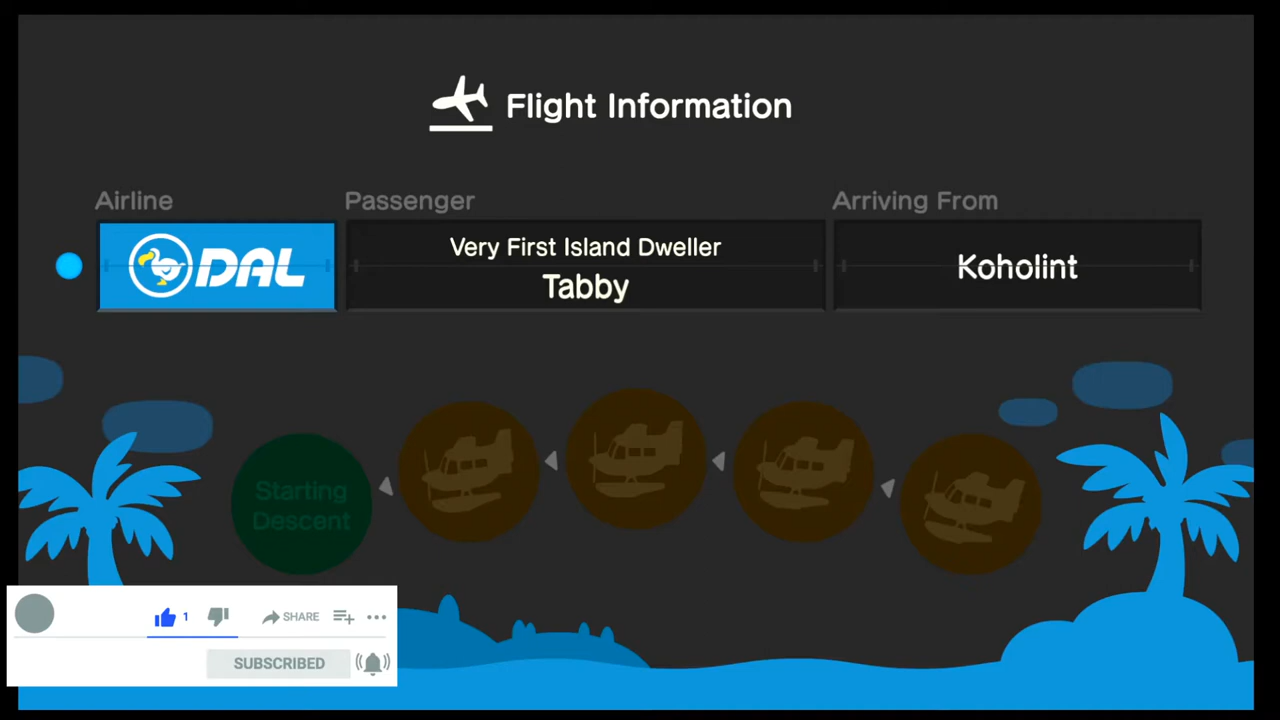 Flight Information
Airline
Passenger
Arriving From
DAL
Very First Island Dweller
Tabby
Koholint
Starting
Descent
1
SHARE
SUBSCRIBED